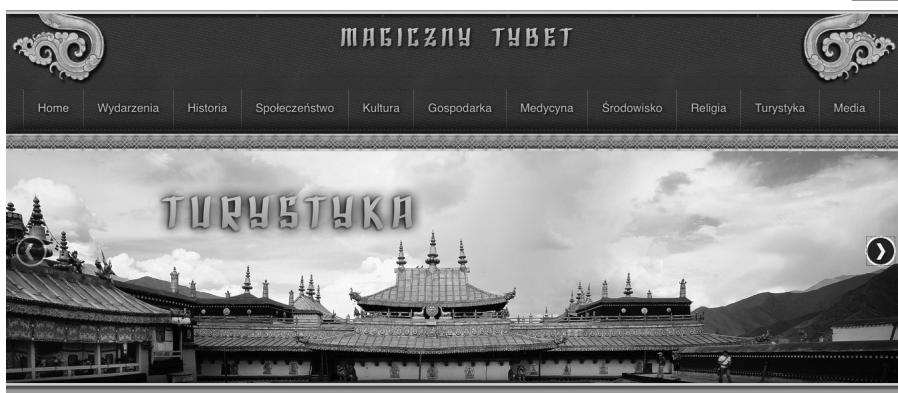 MAGICZNY TYBET
Home Wydarzenia Historia Społeczeństwo Kultura Gospodarka Medycyna Środowisko Religia Turystyka Media
TURYSTYKA